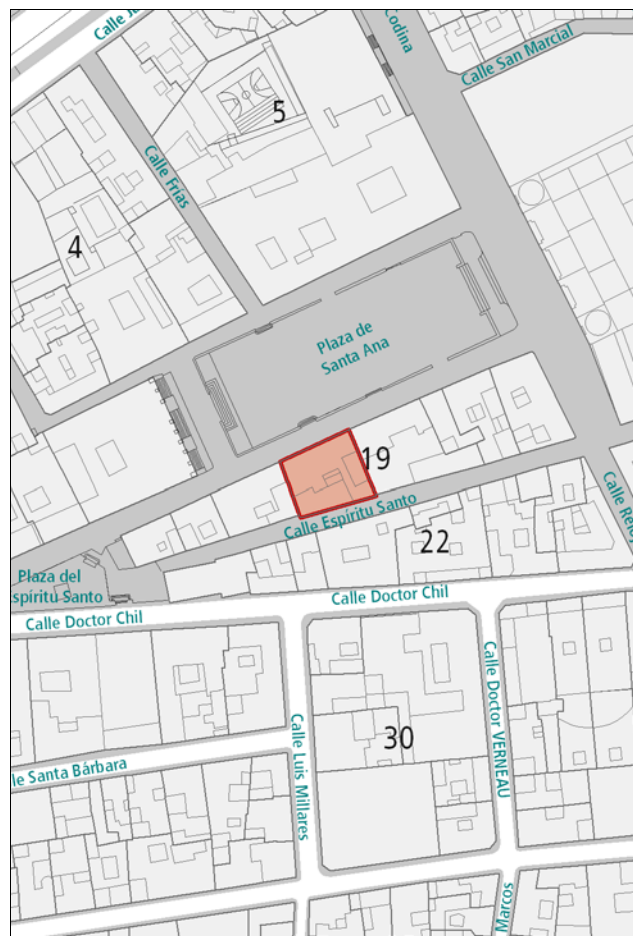 Calle
Codina
Calle San Marcial
5
Calle Frías
4
Plaza de
Santa Ana
19
Calle Espíritu Santo
22
Calle
Plaza del
spíritu Santo
Calle Doctor Chil
Calle Doctor Chil
Calle Doctor VERNEAU
30
Calle Luis Millares
le Santa Bárbara
Marcos